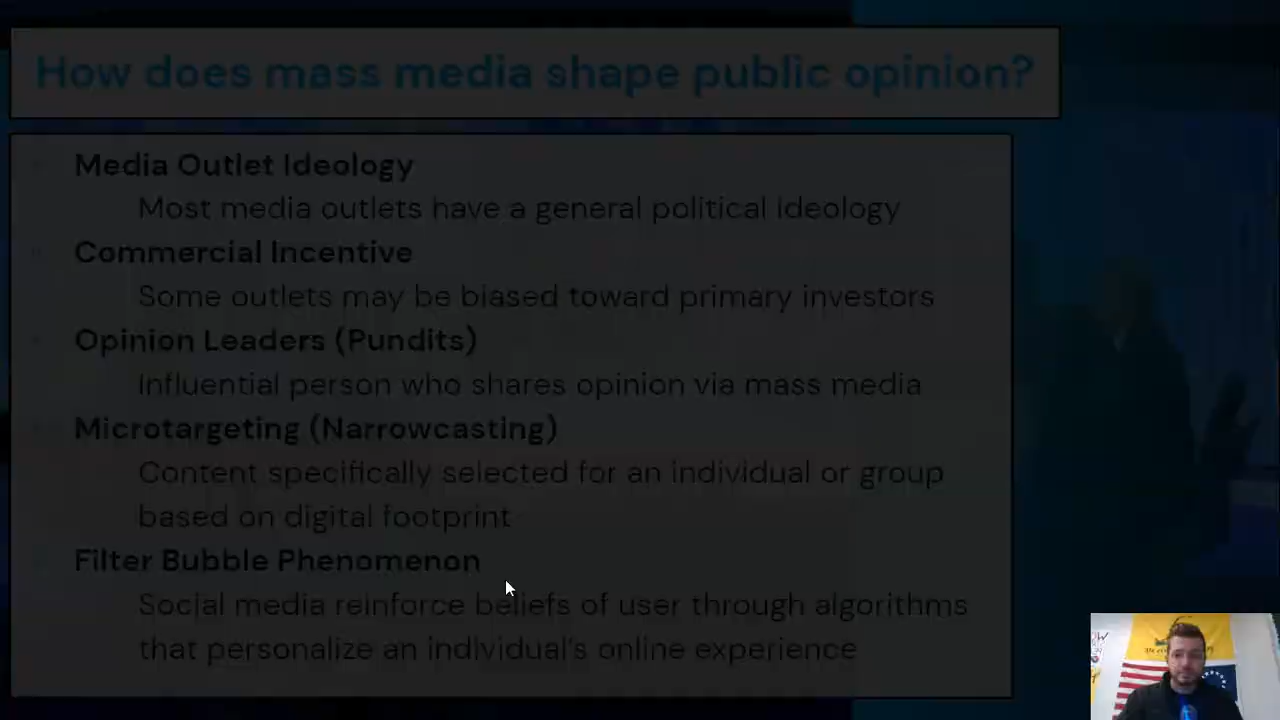 How does mass media shape public opinion?
Media Outlet Ideology
Most media outlets have a general political ideology
Commercial Incentive
Some outlets may be biased toward primary investors
Opinion Leaders (Pundits)
Influential person who shares opinion via mass media
Microtargeting (Narrowcasting)
Content specifically selected for an individual or group
based on digital footprint
Filter Bubble Phenomenon
Social media reinforce beliefs of user through algorithms
that personalize an individual's online experience